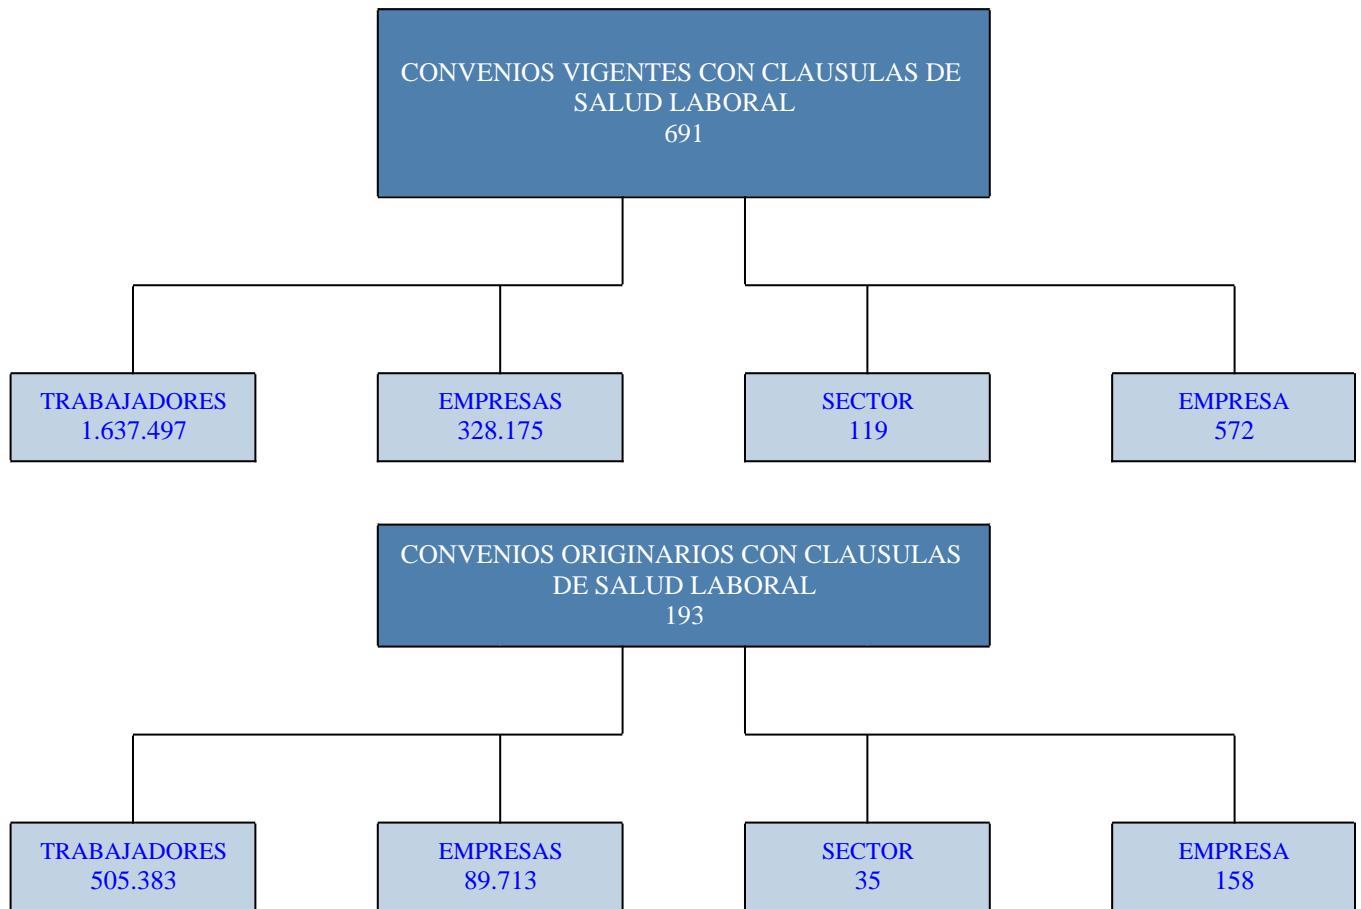 CONVENIOS VIGENTES CON CLAUSULAS DE
SALUD LABORAL
691
TRABAJADORES
1.637.497
EMPRESAS
328.175
SECTOR
119
EMPRESA
572
CONVENIOS ORIGINARIOS CON CLAUSULAS
DE SALUD LABORAL
193
TRABAJADORES
505.383
EMPRESAS
89.713
SECTOR
35
EMPRESA
158